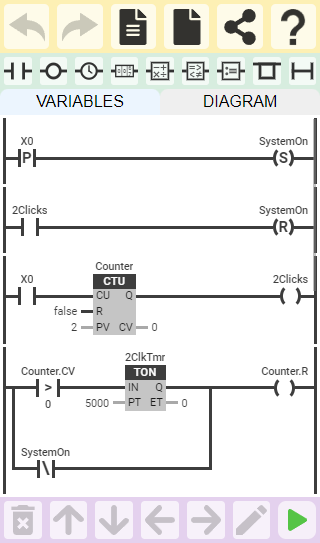 VARIABLES DIAGRAM
X0 SystemOn
P S
2Clicks SystemOn
R
Counter
X0 CTU 2Clicks
CU Q
false R
2 PV CV 0
2ClkTmr
Counter.CV TON Counter.R
> IN Q
0 5000 PT ET 0
SystemOn
\